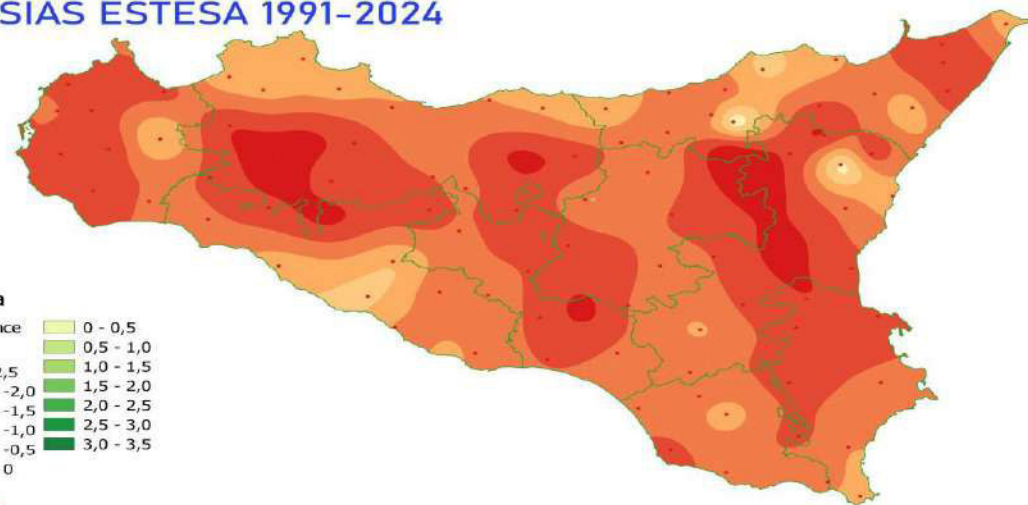 SIAS ESTESA 1991-2024
a
nce
0 - 0,5
0,5 - 1,0
2,5
1,0 - 1,5
-2,0
1,5 - 2,0
-1,5
2,0 - 2,5
-1,0
2,5 - 3,0
-0,5
3,0 - 3,5
0